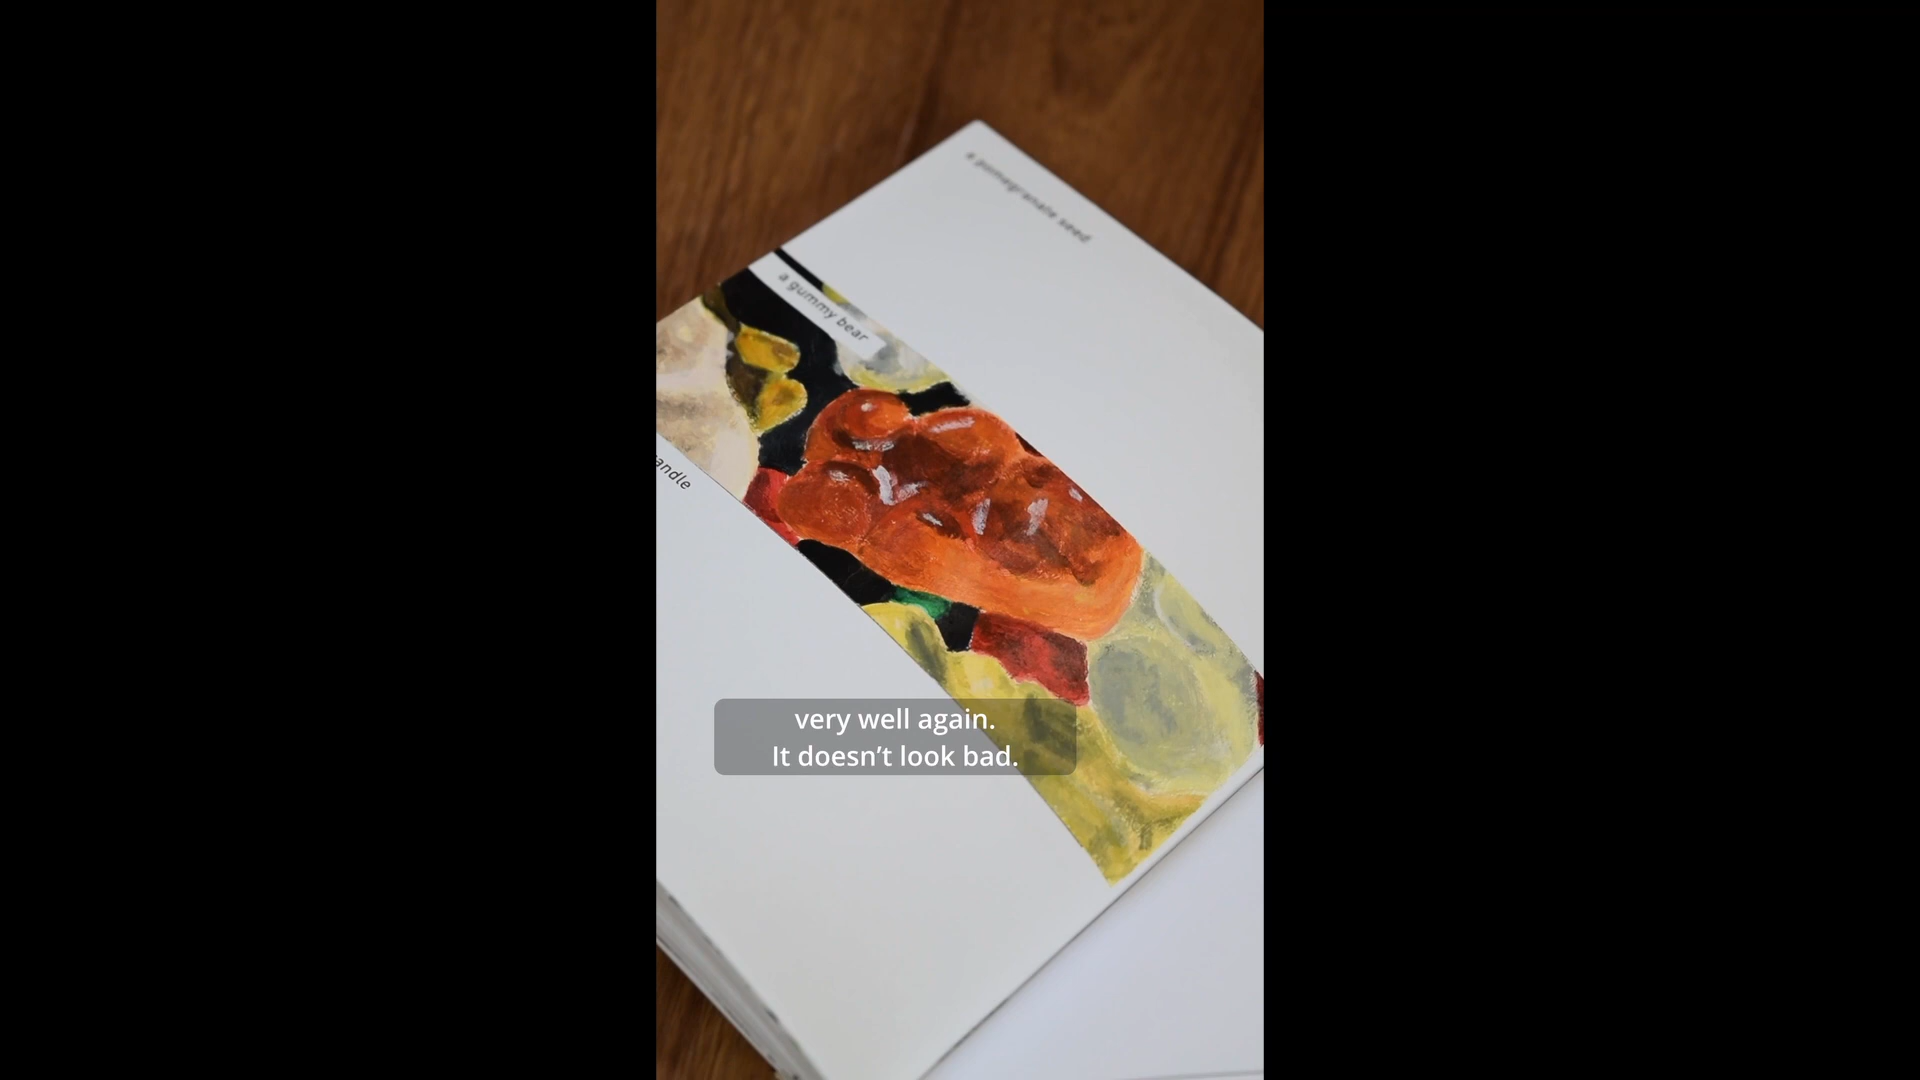 a pomegranate seed
a gummy bear
andle
very well again.
It doesn't look bad.